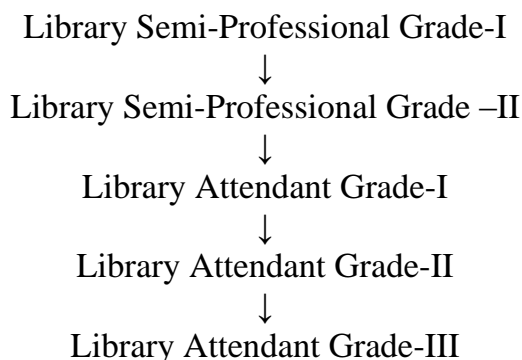 Library Semi-Professional Grade-I
↓
Library Semi-Professional Grade –II
↓
Library Attendant Grade-I
↓
Library Attendant Grade-II
↓
Library Attendant Grade-III